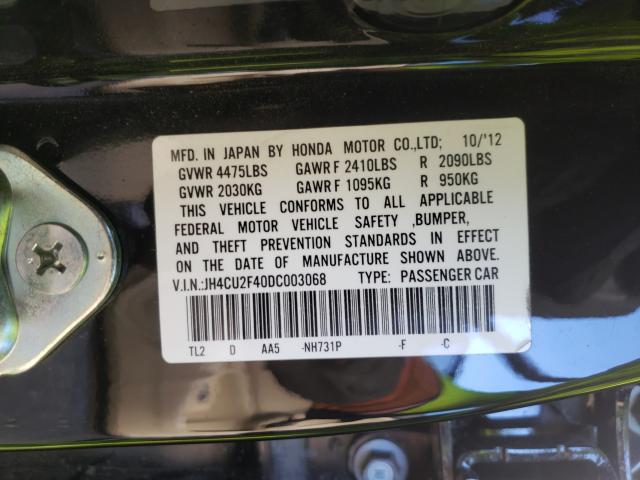 MFD. IN JAPAN BY HONDA MOTOR CO.,LTD; 10/'12
GVWR 4475LBS GAWR F 2410LBS R 2090LBS
GVWR 2030KG GAWR F 1095KG R 950KG
THIS VEHICLE CONFORMS TO ALL APPLICABLE
FEDERAL MOTOR VEHICLE SAFETY ,BUMPER,
AND THEFT PREVENTION STANDARDS IN EFFECT
ON THE DATE OF MANUFACTURE SHOWN ABOVE.
V.I.N.:JH4CU2F40DC003068 TYPE: PASSENGER CAR
TL2 D AA5 -NH731P -F -C